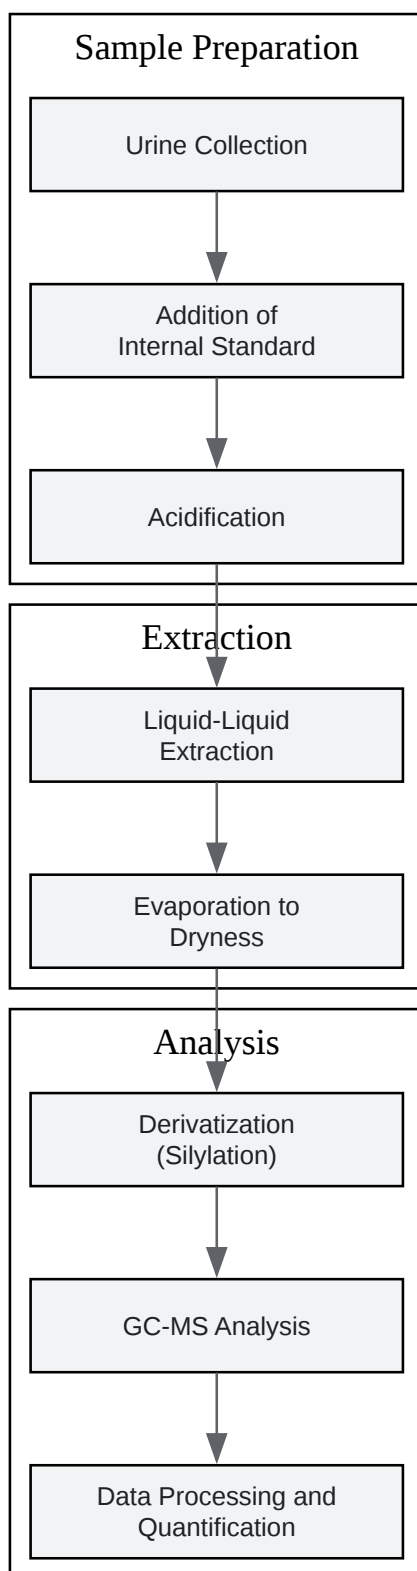 Sample Preparation
Urine Collection
Addition of
Internal Standard
Acidification
Extraction
Liquid-Liquid
Extraction
Evaporation to
Dryness
Analysis
Derivatization
(Silylation)
GC-MS Analysis
Data Processing and
Quantification